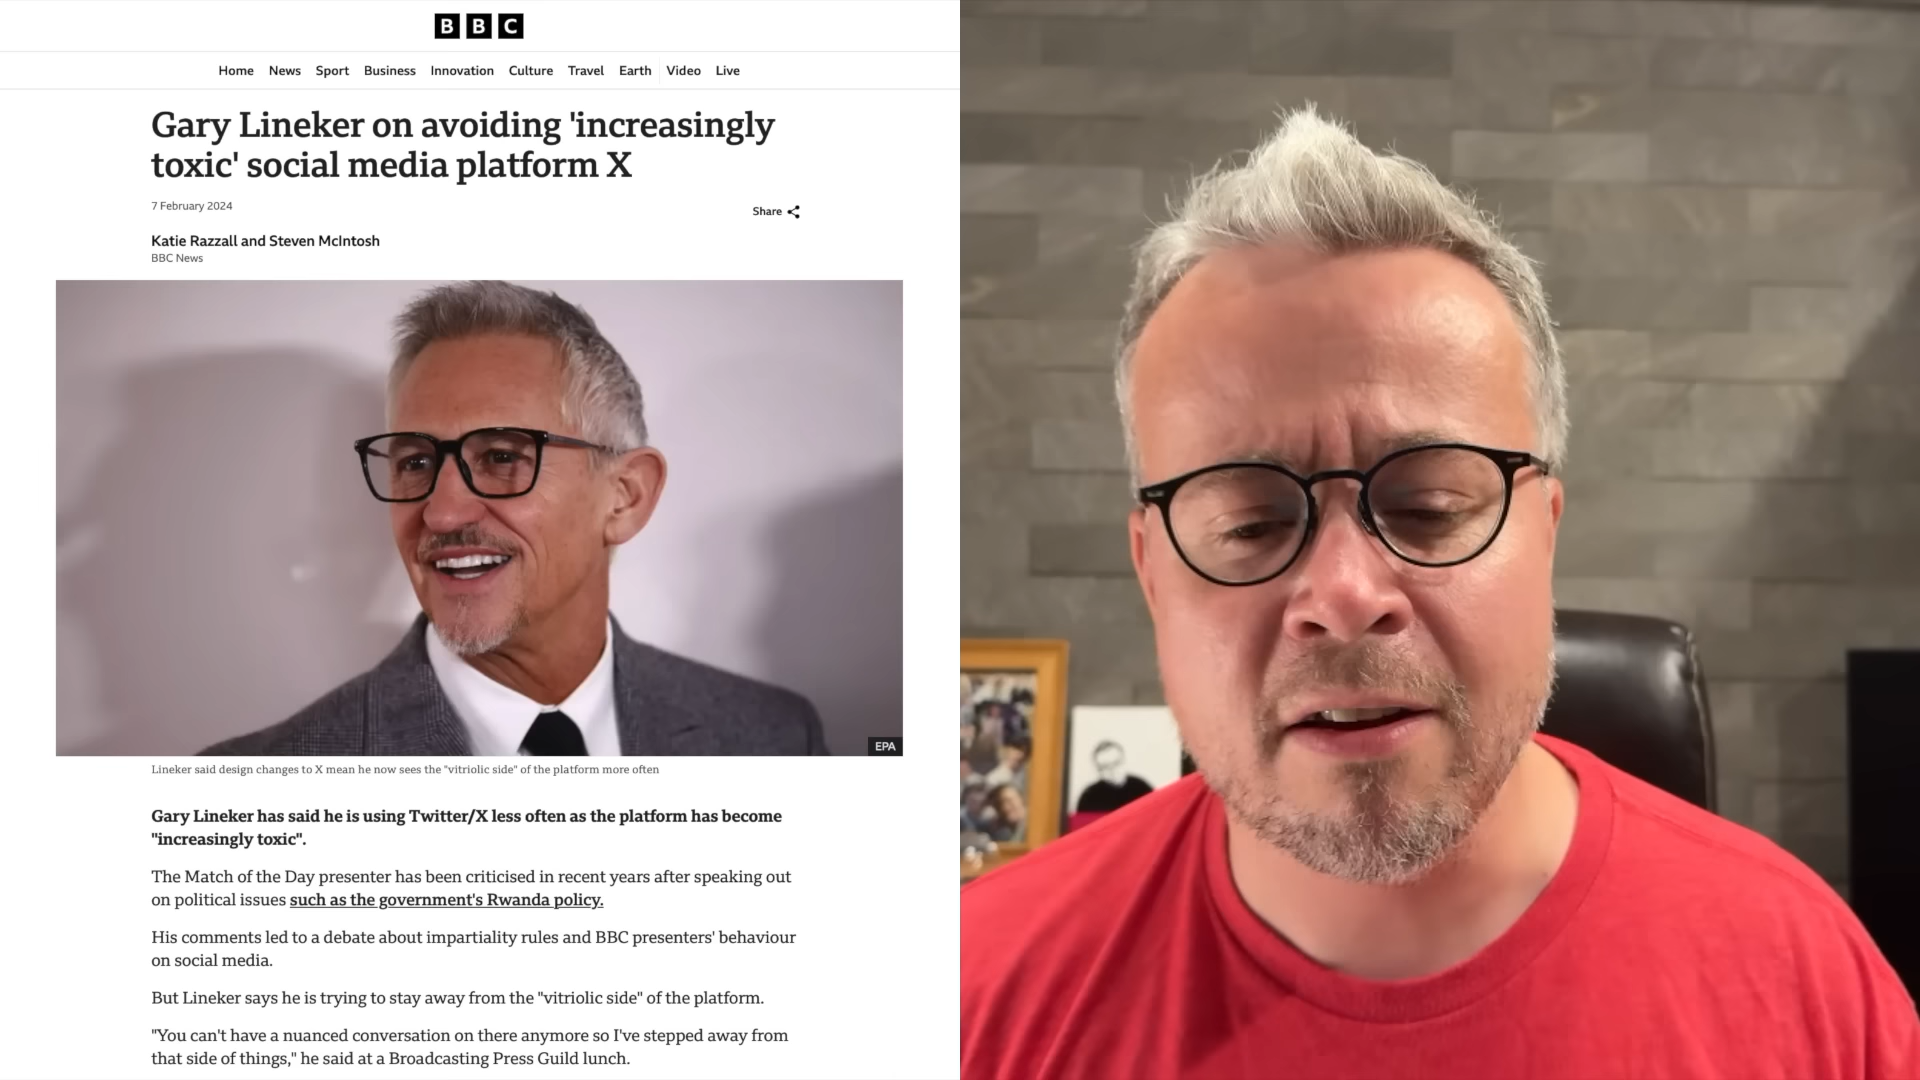 BBC
Home News Sport Business Innovation Culture Travel Earth Video Live
Gary Lineker on avoiding 'increasingly
toxic' social media platform X
7 February 2024
Share
Katie Razzall and Steven McIntosh
BBC News
EPA
Lineker said design changes to X mean he now sees the "vitriolic side" of the platform more often
Gary Lineker has said he is using Twitter/X less often as the platform has become
"increasingly toxic".
The Match of the Day presenter has been criticised in recent years after speaking out
on political issues such as the government's Rwanda policy.
His comments led to a debate about impartiality rules and BBC presenters' behaviour
on social media.
But Lineker says he is trying to stay away from the "vitriolic side" of the platform.
"You can't have a nuanced conversation on there anymore so I've stepped away from
that side of things," he said at a Broadcasting Press Guild lunch.